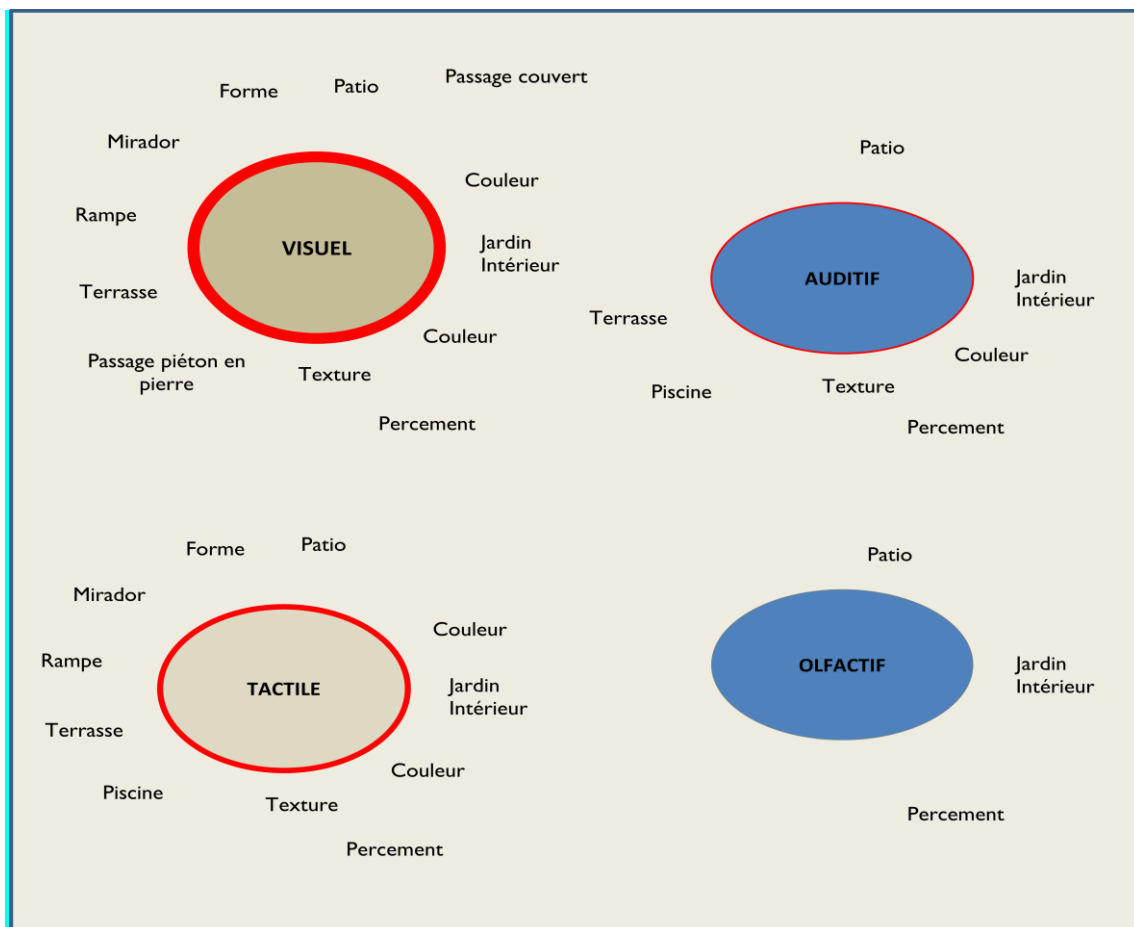 Passage couvert
Patio
Forme
Mirador
Couleur
Rampe
VISUEL
Jardin
Intérieur
Terrasse
Couleur
Passage piéton en
pierre
Texture
Percement
Patio
AUDITIF
Jardin
Intérieur
Terrasse
Couleur
Piscine
Texture
Percement
Forme
Patio
Mirador
Couleur
Rampe
TACTILE
Jardin
Intérieur
Terrasse
Couleur
Piscine
Texture
Percement
Patio
OLFACTIF
Jardin
Intérieur
Percement